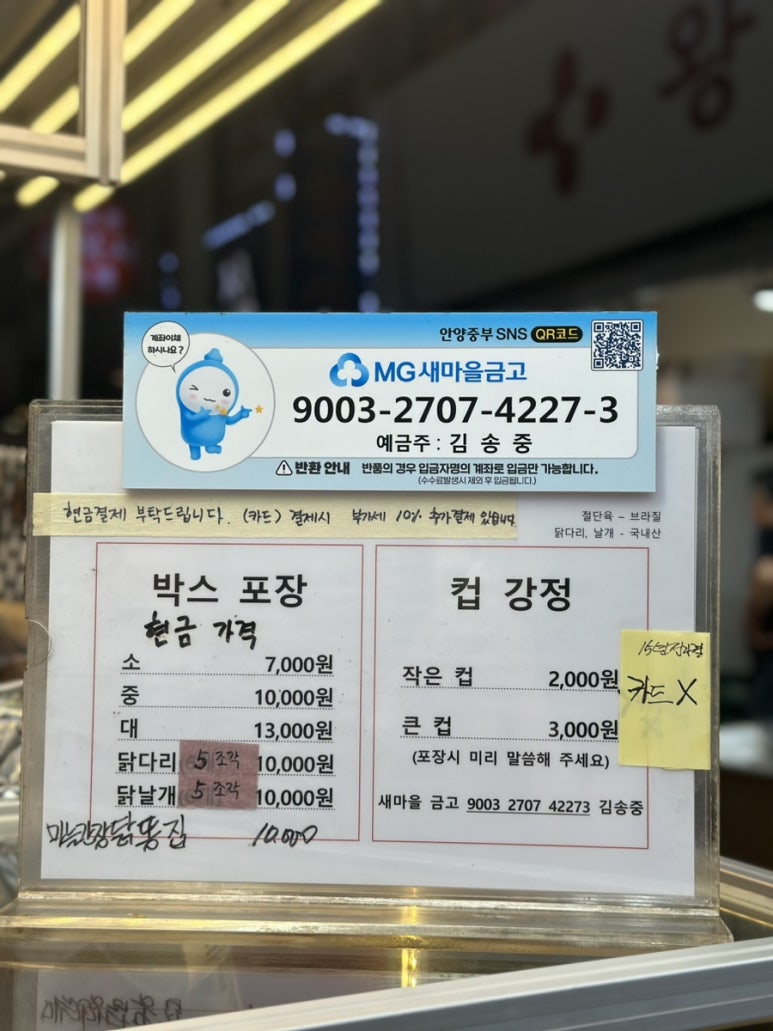 왕
계좌이체
하시나요?
안양중부 SNS QR코드
MG새마을금고
9003-2707-4227-3
예금주 : 김 송 중
반환 안내 반품의 경우 입금자명의 계좌로 입금만 가능합니다.
(수수료발생시 제외 후 입금됩니다.)
현금결제 부탁드립니다. (카드) 결제시 부가세 10% 추가결제 있습니다
절단육 - 브라질
닭다리, 날개 - 국내산
박스 포장
현금 가격
소 7,000원
중 10,000원
대 13,000원
닭다리 5 조각 10,000원
닭날개 5 조각 10,000원
마늘간장닭똥집 10.000
컵 강정
작은 컵 2,000원
큰 컵 3,000원
(포장시 미리 말씀해 주세요)
새마을 금고 9003 2707 42273 김송중
카드 X